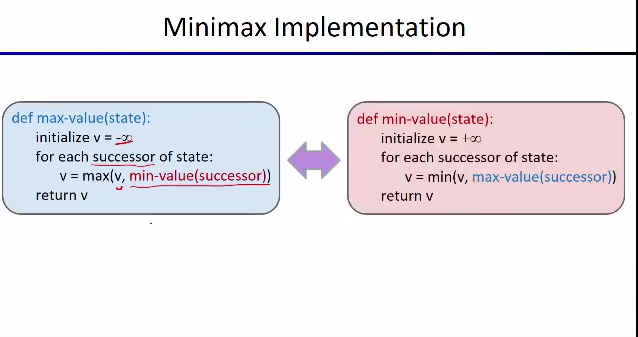 Minimax Implementation
def max-value(state):
initialize v = -∞
for each successor of state:
v = max(v, min-value(successor))
return v
def min-value(state):
initialize v = +∞
for each successor of state:
v = min(v, max-value(successor))
return v